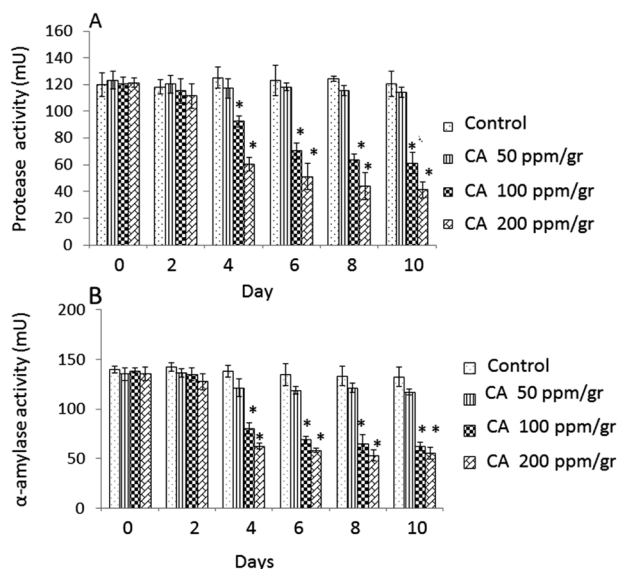 A
Protease activity (mU)
160
140
120
100
80
60
40
20
0
* * * * * * * *
0 2 4 6 8 10
Day
Control
CA 50 ppm/gr
CA 100 ppm/gr
CA 200 ppm/gr
B
α-amylase activity (mU)
200
150
100
50
0
* * * * * * * *
0 2 4 6 8 10
Days
Control
CA 50 ppm/gr
CA 100 ppm/gr
CA 200 ppm/gr